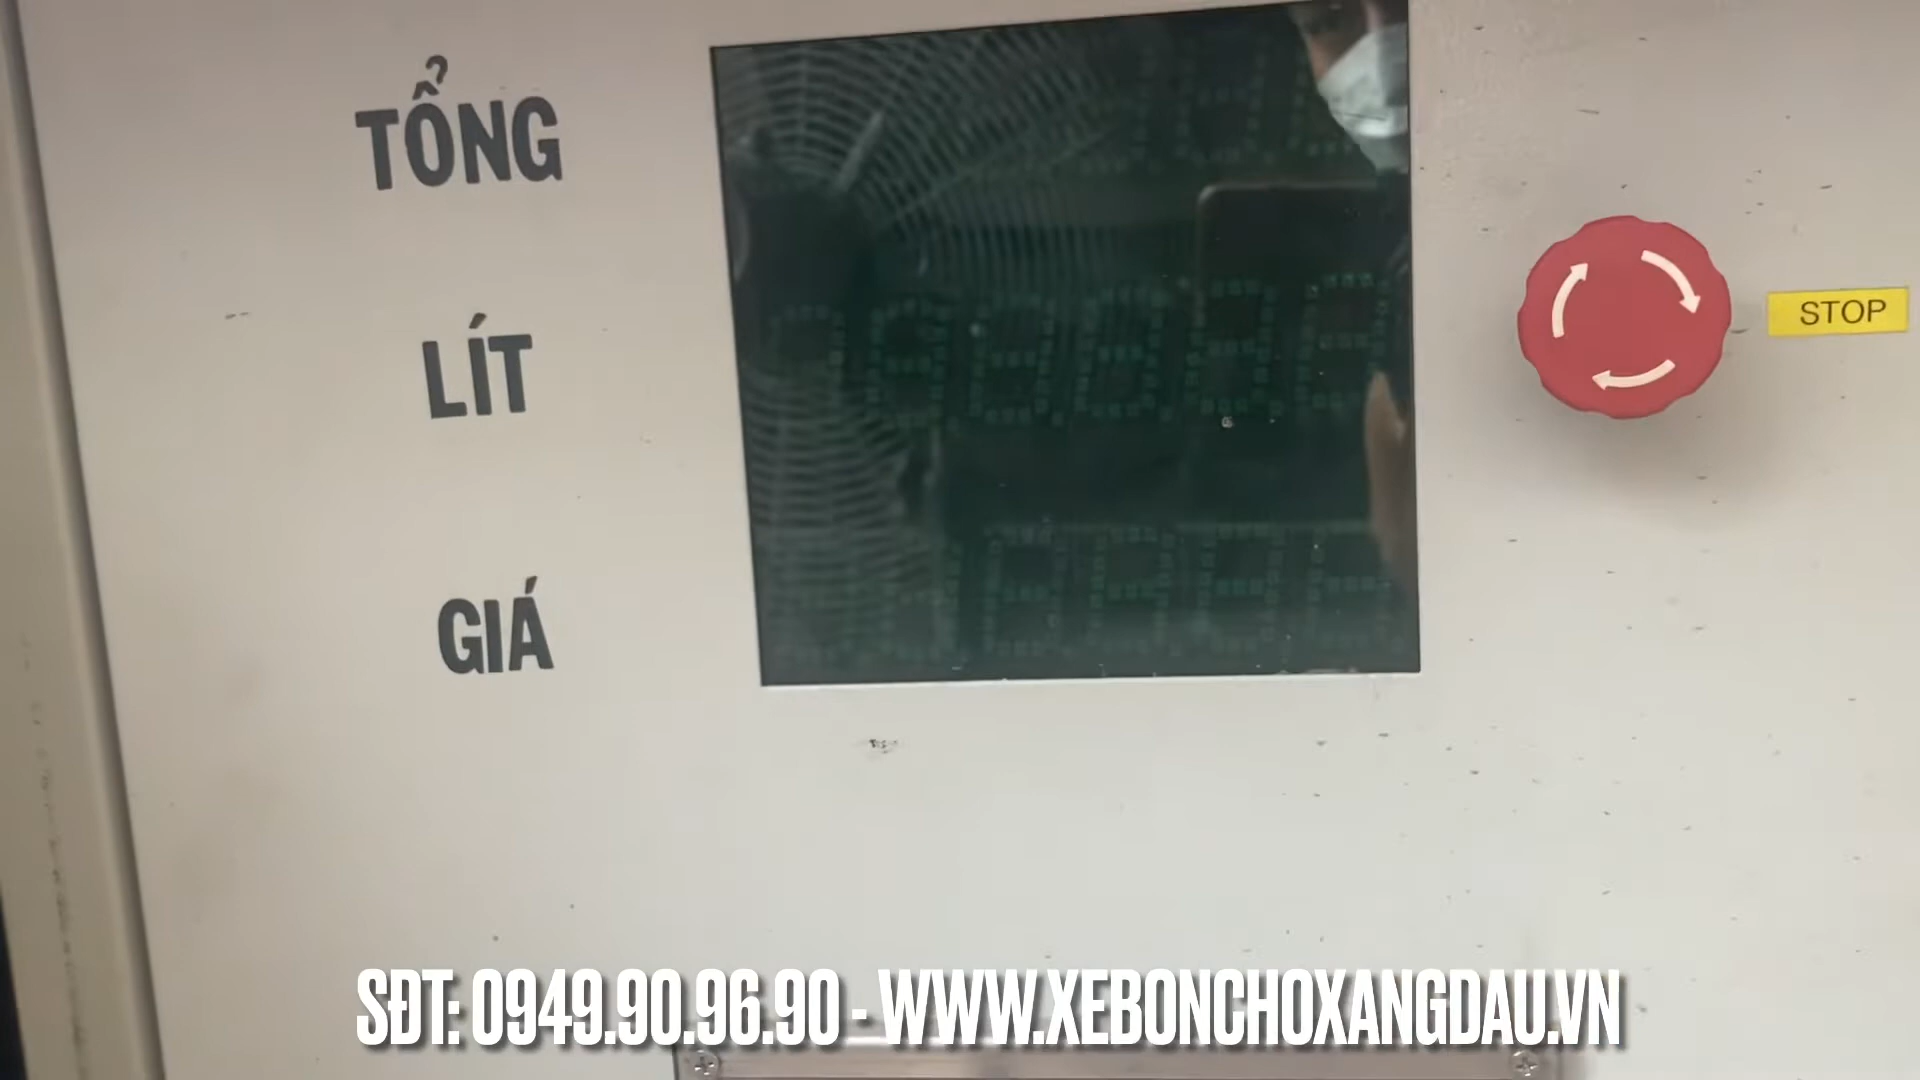 TỔNG
LÍT
STOP
GIÁ
SĐT: 0949.90.96.90 - WWW.XEBONCHOXANGDAU.VN